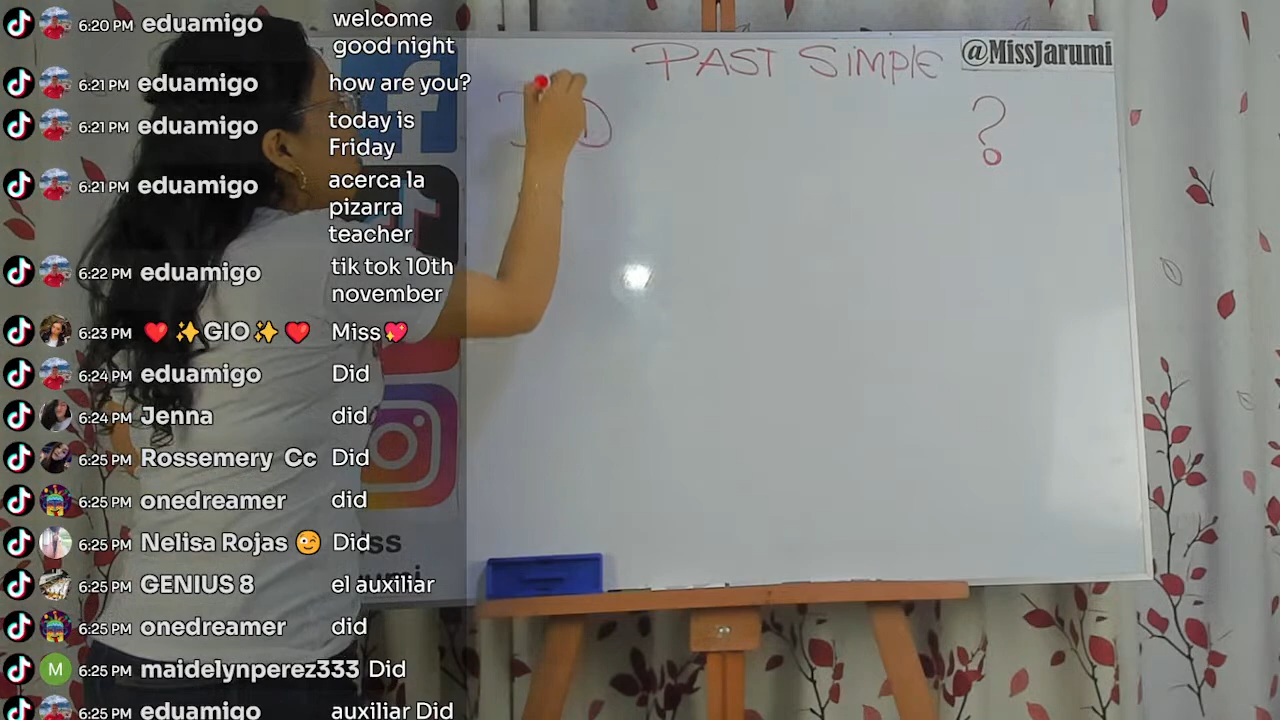 6:20 PM eduamigo welcome
good night
6:21 PM eduamigo how are you?
6:21 PM eduamigo today is
Friday
6:21 PM eduamigo acerca la
pizarra
teacher
6:22 PM eduamigo tik tok 10th
november
6:23 PM ❤️✨GIO✨❤️ Miss💖
6:24 PM eduamigo Did
6:24 PM Jenna did
6:25 PM Rossemery Cc Did
6:25 PM onedreamer did
6:25 PM Nelisa Rojas 😉 Did
6:25 PM GENIUS 8 el auxiliar
6:25 PM onedreamer did
M 6:25 PM maidelynperez333 Did
6:25 PM eduamigo auxiliar Did
PAST SIMPLE
@MissJarumi
?